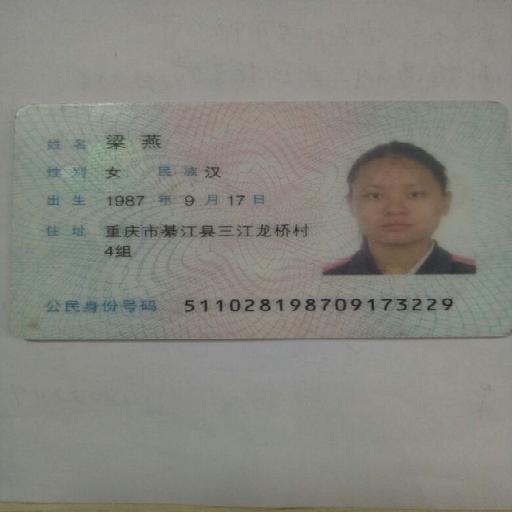 姓名 梁燕
性别 女 民族 汉
出生 1987 年 9 月 17 日
住址 重庆市綦江县三江龙桥村
4组
公民身份号码 511028198709173229